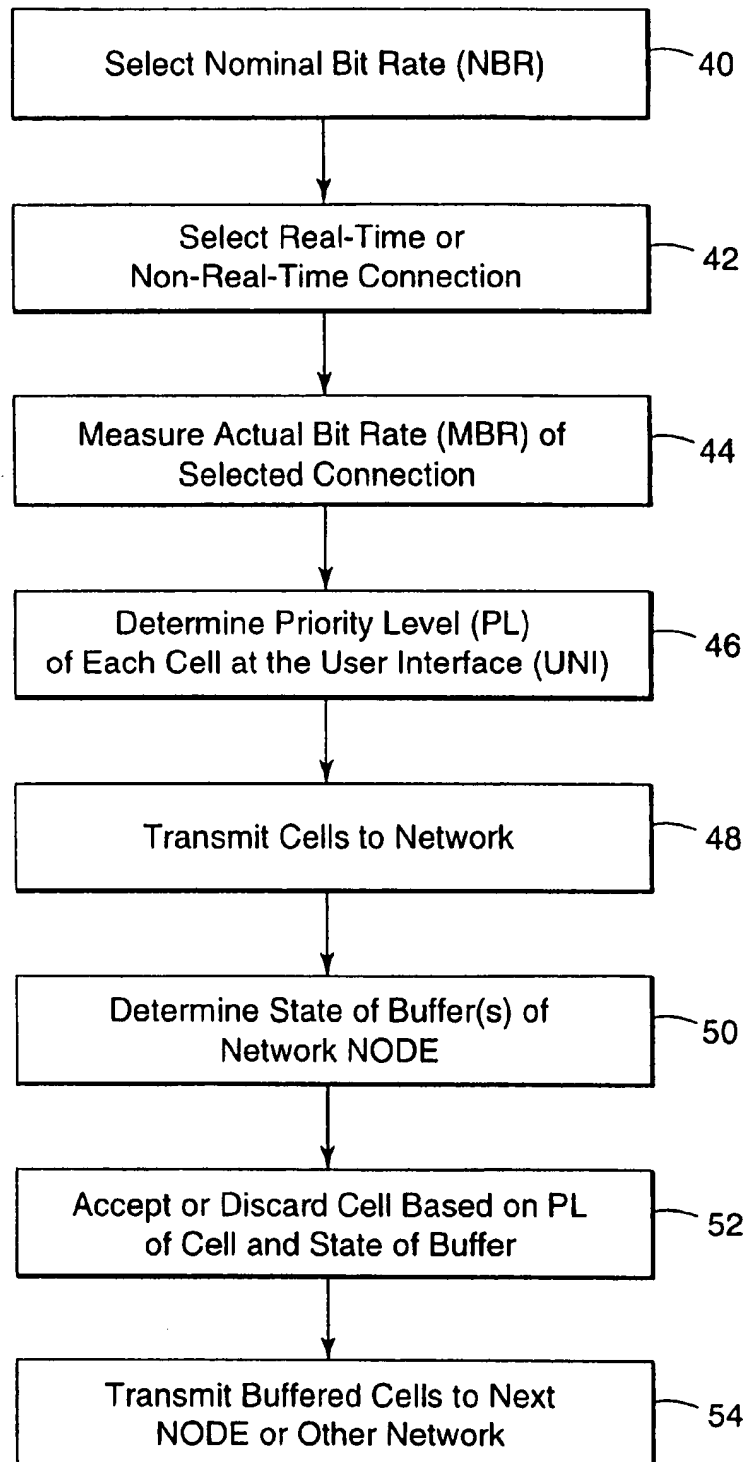 Select Nominal Bit Rate (NBR)
40
Select Real-Time or
Non-Real-Time Connection
42
Measure Actual Bit Rate (MBR) of
Selected Connection
44
Determine Priority Level (PL)
of Each Cell at the User Interface (UNI)
46
Transmit Cells to Network
48
Determine State of Buffer(s) of
Network NODE
50
Accept or Discard Cell Based on PL
of Cell and State of Buffer
52
Transmit Buffered Cells to Next
NODE or Other Network
54